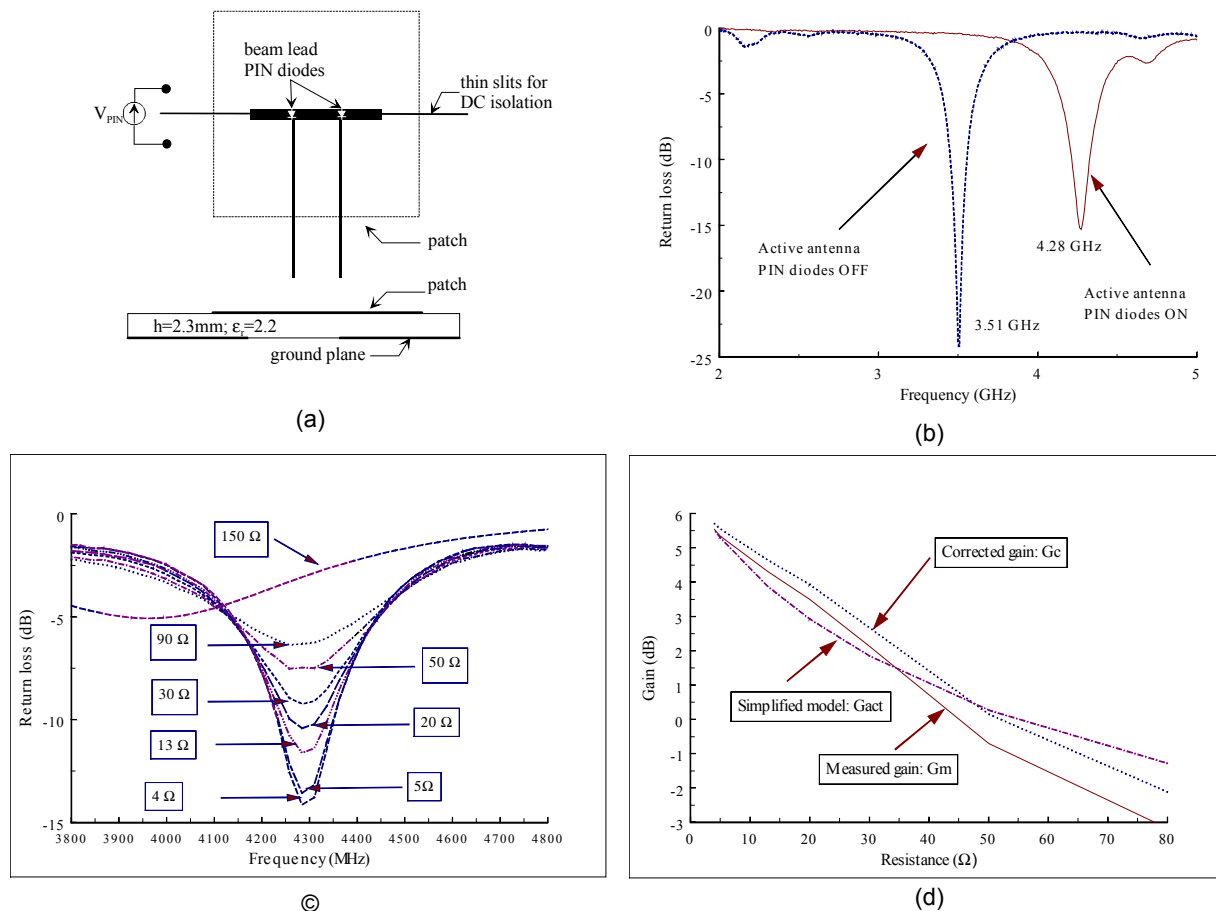 beam lead
PIN diodes
thin slits for
DC isolation
V_PIN
patch
patch
h=2.3mm; ε_r=2.2
ground plane
(a)
0
-5
-10
-15
-20
-25
Return loss (dB)
Active antenna
PIN diodes OFF
4.28 GHz
Active antenna
PIN diodes ON
3.51 GHz
2
3
4
5
Frequency (GHz)
(b)
0
-5
-10
-15
Return loss (dB)
150 Ω
90 Ω
50 Ω
30 Ω
20 Ω
13 Ω
5Ω
4 Ω
3800
3900
4000
4100
4200
4300
4400
4500
4600
4700
4800
Frequency (MHz)
©
6
5
4
3
2
1
0
-1
-2
-3
Gain (dB)
Corrected gain: Gc
Simplified model: Gact
Measured gain: Gm
0
10
20
30
40
50
60
70
80
Resistance (Ω)
(d)